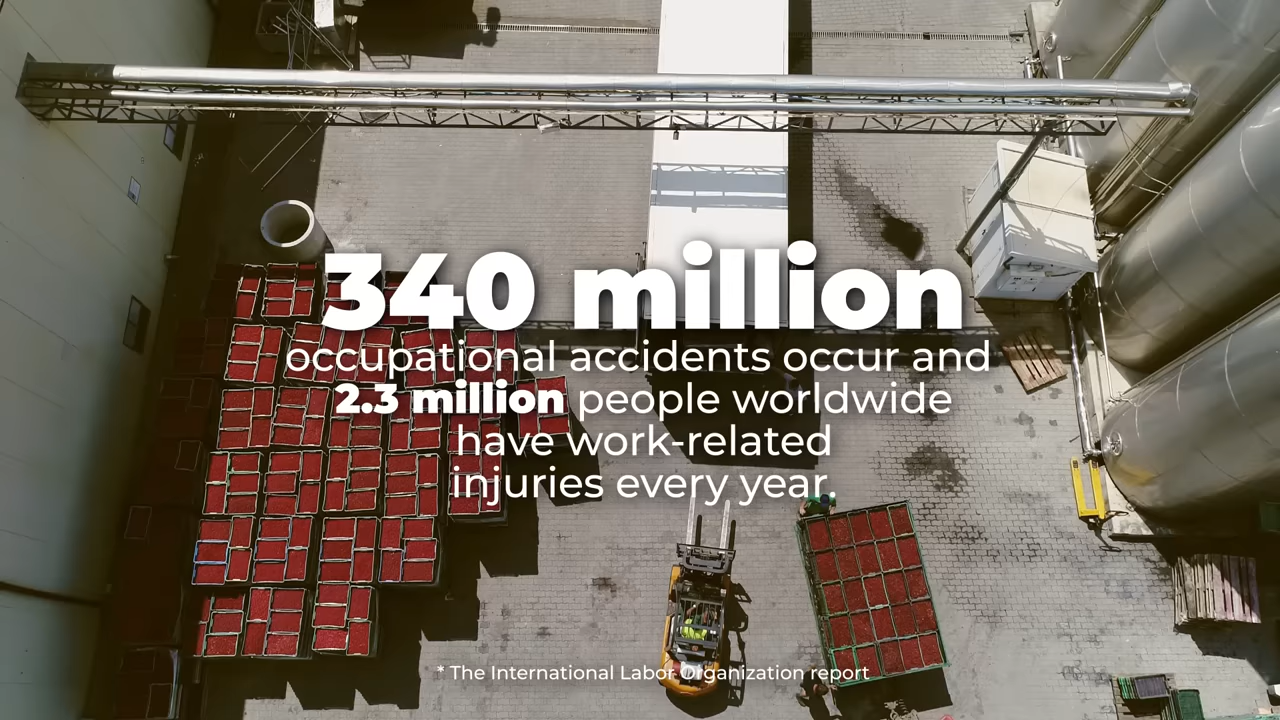 340 million
occupational accidents occur and
2.3 million people worldwide
have work-related
injuries every year.
* The International Labor Organization report